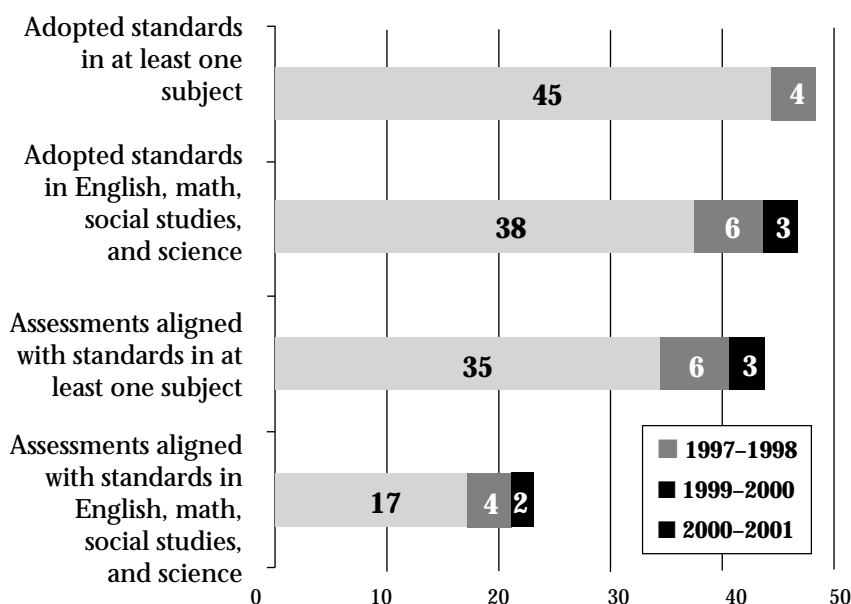 Adopted standards
in at least one
subject
45 4
Adopted standards
in English, math,
social studies,
and science
38 6 3
Assessments aligned
with standards in at
least one subject
35 6 3
Assessments aligned
with standards in
English, math,
social studies,
and science
17 4 2
1997–1998
1999–2000
2000–2001
0 10 20 30 40 50